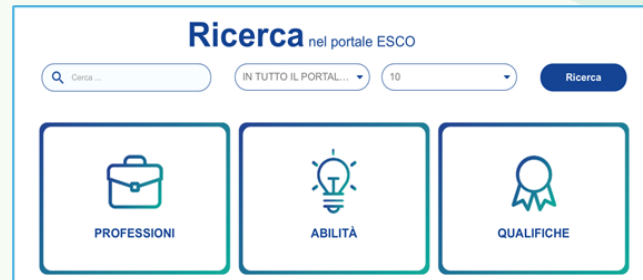 Ricerca nel portale ESCO
Cerca ... IN TUTTO IL PORTAL... 10 Ricerca
PROFESSIONI ABILITÀ QUALIFICHE